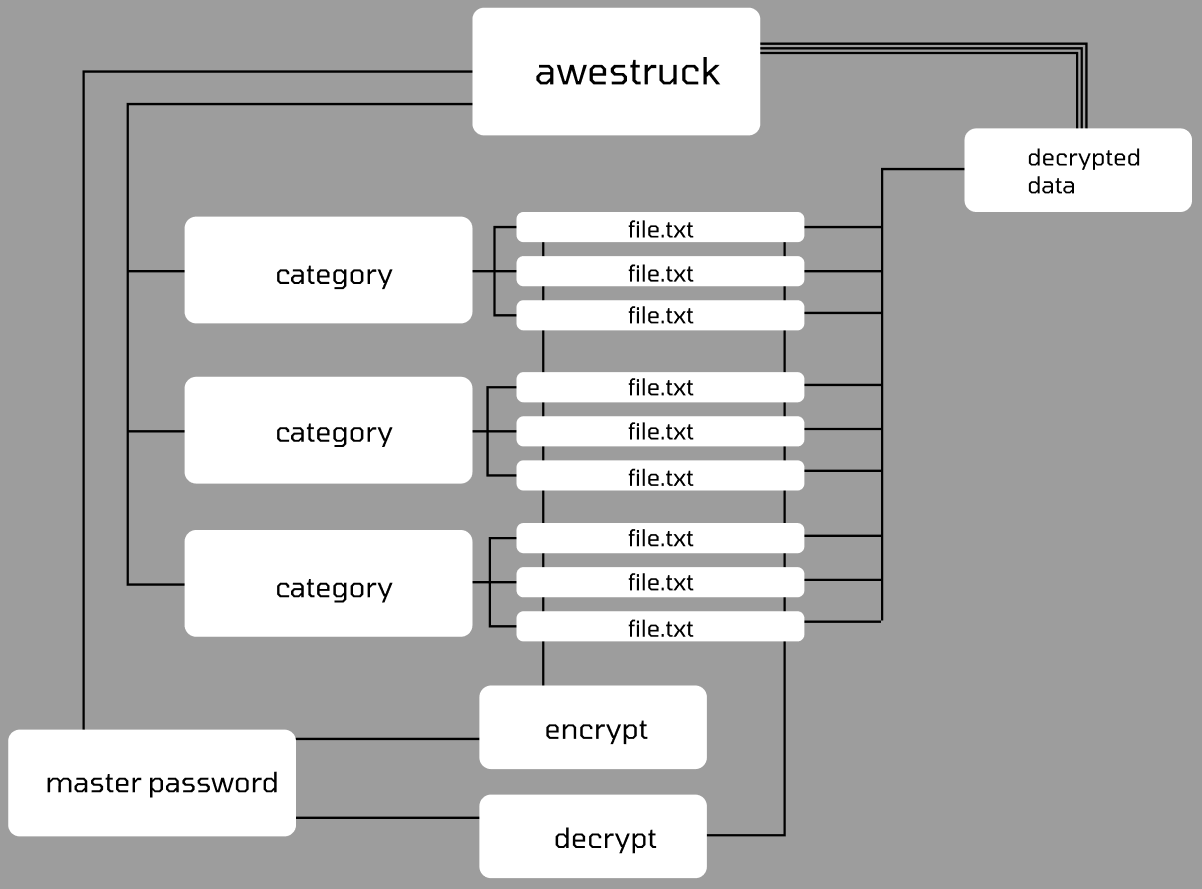 awestruck
decrypted
data
file.txt
category
file.txt
file.txt
file.txt
category
file.txt
file.txt
file.txt
category
file.txt
file.txt
encrypt
master password
decrypt